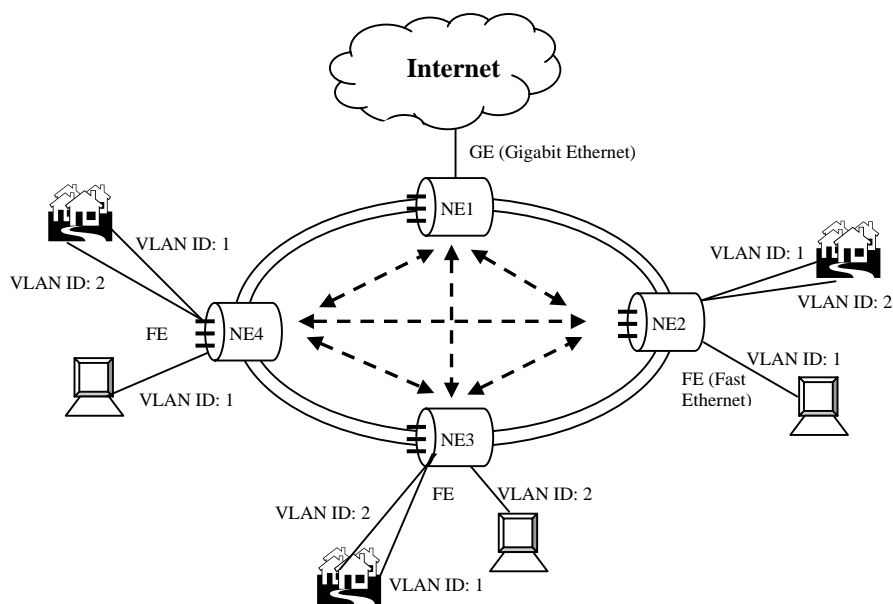 Internet
GE (Gigabit Ethernet)
NE1
VLAN ID: 1
VLAN ID: 2
VLAN ID: 1
VLAN ID: 2
FE
NE4
NE2
VLAN ID: 1
FE (Fast
Ethernet)
VLAN ID: 1
NE3
FE
VLAN ID: 2
VLAN ID: 2
VLAN ID: 1